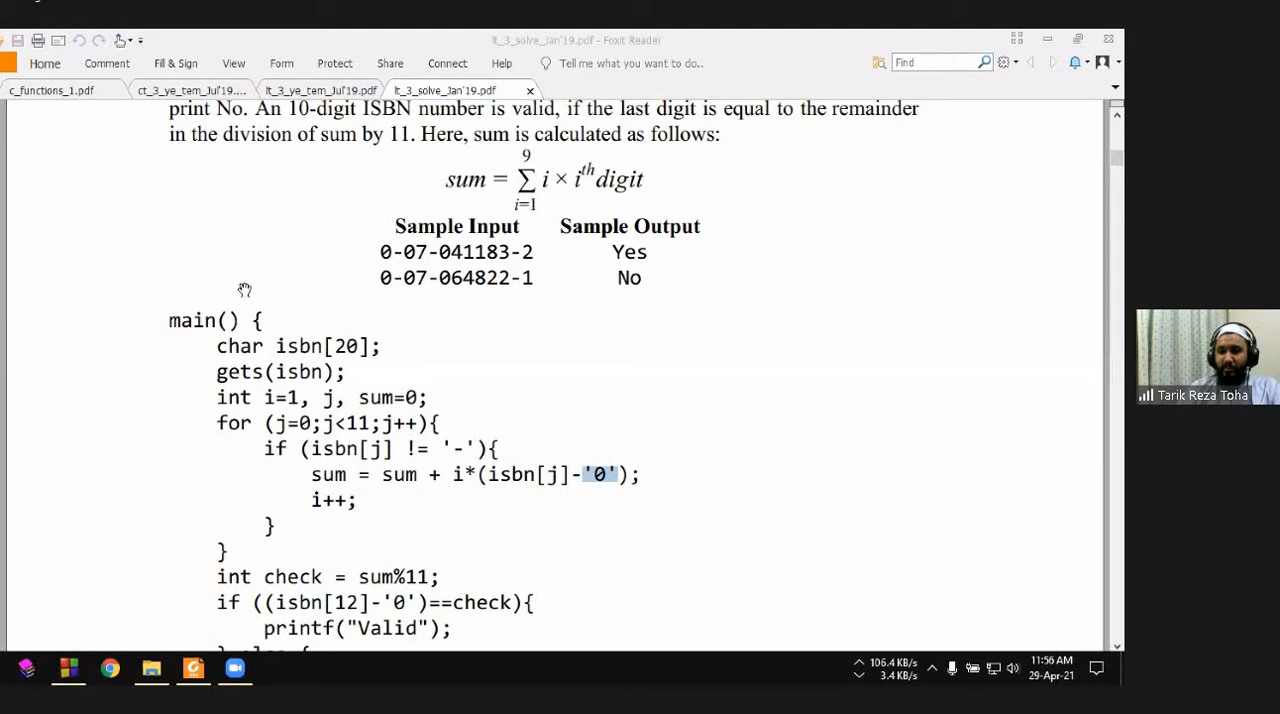 lt_3_solve_Jan'19.pdf - Foxit Reader
Home Comment Fill & Sign View Form Protect Share Connect Help Tell me what you want to do.. Find
c_functions_1.pdf ct_3_ye_tem_Jul'19.... lt_3_ye_tem_Jul'19.pdf lt_3_solve_Jan'19.pdf
print No. An 10-digit ISBN number is valid, if the last digit is equal to the remainder
in the division of sum by 11. Here, sum is calculated as follows:
9
sum = ∑ i × i^th digit
i=1
Sample Input Sample Output
0-07-041183-2 Yes
0-07-064822-1 No
main() {
char isbn[20];
gets(isbn);
int i=1, j, sum=0;
for (j=0;j<11;j++){
if (isbn[j] != '-'){
sum = sum + i*(isbn[j]-'0');
i++;
}
}
int check = sum%11;
if ((isbn[12]-'0')==check){
printf("Valid");
} else {
Tarik Reza Toha
106.4 KB/s
3.4 KB/s
11:56 AM
29-Apr-21